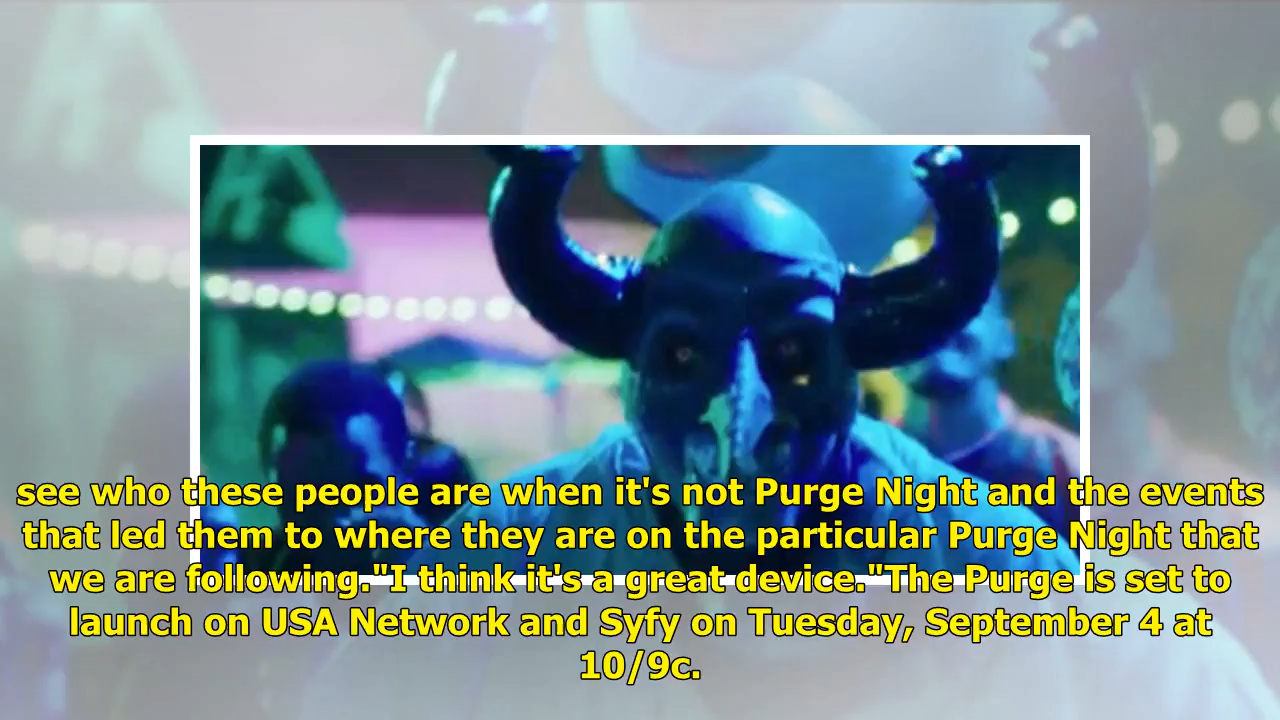 see who these people are when it's not Purge Night and the events
that led them to where they are on the particular Purge Night that
we are following."I think it's a great device."The Purge is set to
launch on USA Network and Syfy on Tuesday, September 4 at
10/9c.